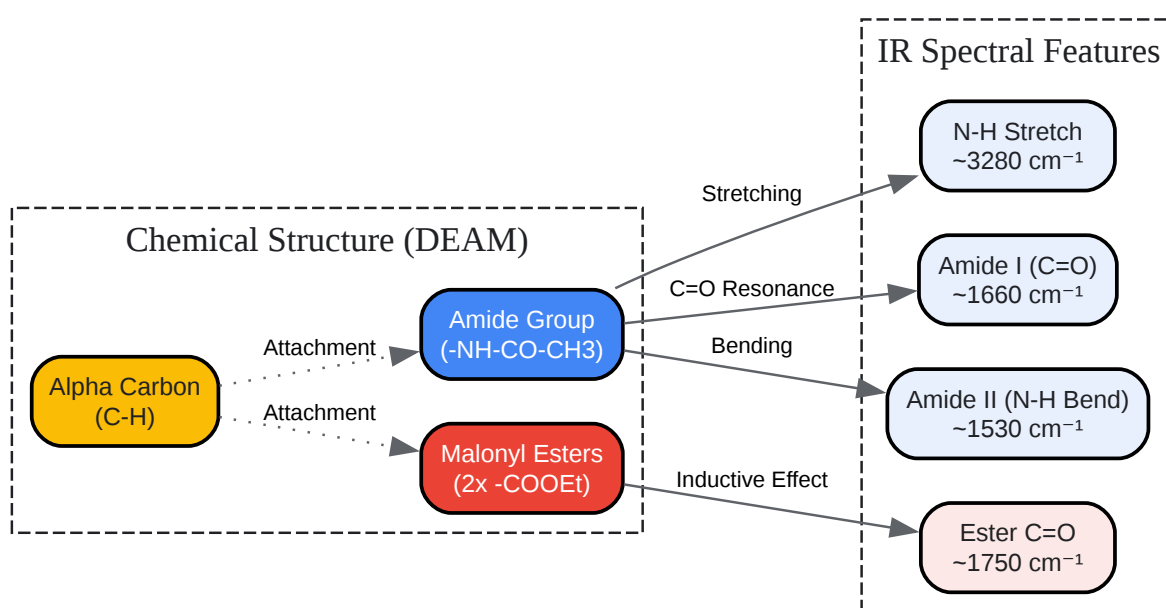 IR Spectral Features
N-H Stretch
~3280 cm⁻¹
Stretching
Chemical Structure (DEAM)
Amide I (C=O)
~1660 cm⁻¹
C=O Resonance
Amide Group
(-NH-CO-CH3)
Attachment
Bending
Alpha Carbon
(C-H)
Amide II (N-H Bend)
~1530 cm⁻¹
Attachment
Malonyl Esters
(2x -COOEt)
Inductive Effect
Ester C=O
~1750 cm⁻¹